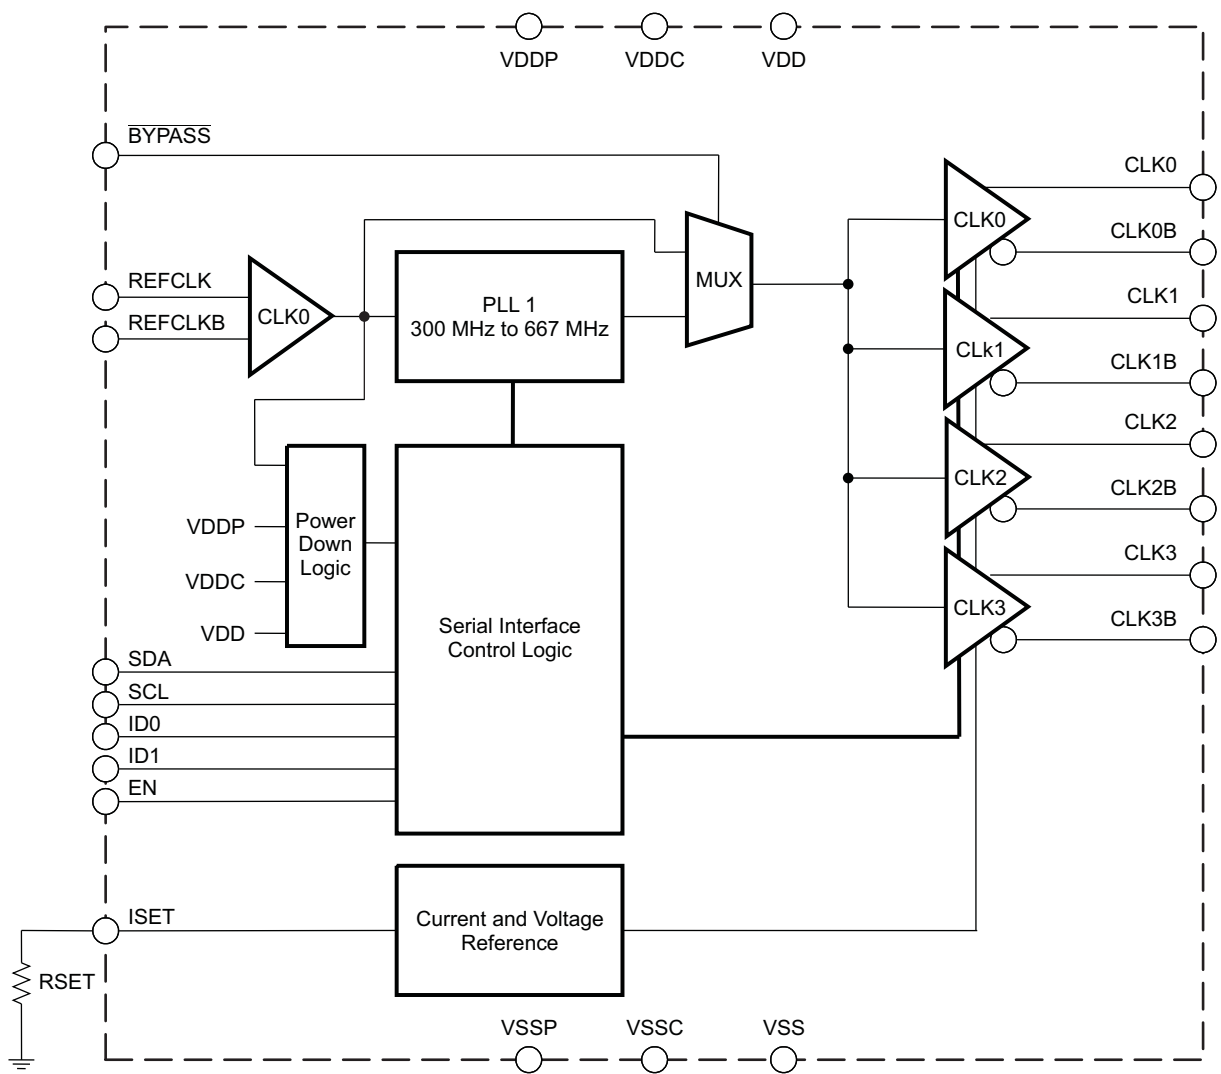 VDDP
VDDC
VDD
BYPASS
CLK0
CLK0
CLK0B
REFCLK
REFCLKB
CLK0
PLL 1
300 MHz to 667 MHz
MUX
CLK1
CLk1
CLK1B
CLK2
CLK2
CLK2B
VDDP
VDDC
VDD
Power
Down
Logic
Serial Interface
Control Logic
CLK3
CLK3
CLK3B
SDA
SCL
ID0
ID1
EN
ISET
RSET
Current and Voltage
Reference
VSSP
VSSC
VSS